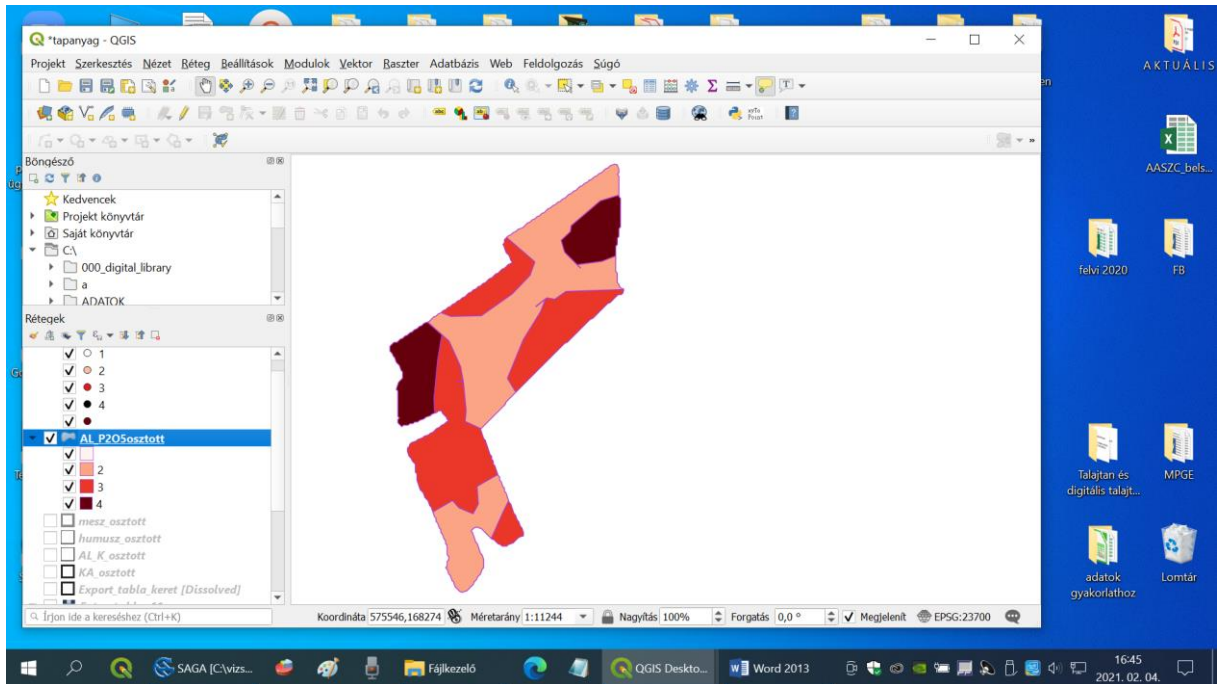 *tapanyag - QGIS
Projekt Szerkesztés Nézet Réteg Beállítások Modulok Vektor Raszter Adatbázis Web Feldolgozás Súgó
Böngésző
Kedvencek
Projekt könyvtár
Saját könyvtár
C:\
000_digital_library
a
ADATOK
Rétegek
1
2
3
4
AL_P2O5osztott
2
3
4
mesz_osztott
humusz_osztott
AL_K_osztott
KA_osztott
Export_tabla_keret [Dissolved]
Írjon ide a kereséshez (Ctrl+K)
Koordináta 575546,168274 Méretarány 1:11244 Nagyítás 100% Forgatás 0,0 ° Megjelenít EPSG:23700
AKTUÁLIS
AASZC_bels...
felvi 2020
FB
Talajtan és digitális talajt...
MPGE
adatok gyakorlathoz
Lomtár
SAGA [C:\vizs... Fájlkezelő QGIS Deskto... Word 2013
16:45
2021. 02. 04.